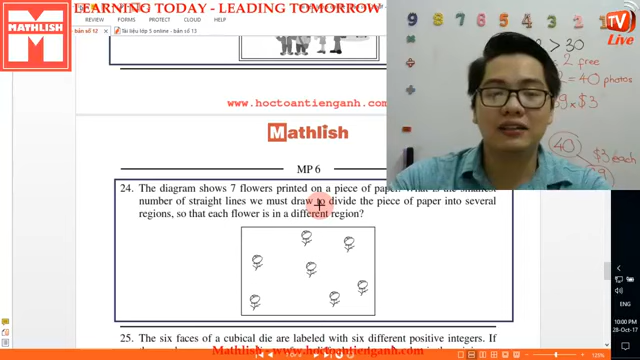 LEARNING TODAY - LEADING TOMORROW
MATHLISH
REVIEW FORMS PROTECT CLOUD
bản số 12 Tài liệu lớp 5 online - bản số 13
TV
Live
9 8 7 6 5 4 3 2 1
> 30
2 free
= 40 photos
x $3
40
$3 each
www.hoctoantienganh.com
Mathlish
MP 6
24. The diagram shows 7 flowers printed on a piece of paper. What is the smallest
number of straight lines we must draw to divide the piece of paper into several
regions, so that each flower is in a different region?
25. The six faces of a cubical die are labeled with six different positive integers. If
10:00 PM
28-Oct-17
125%